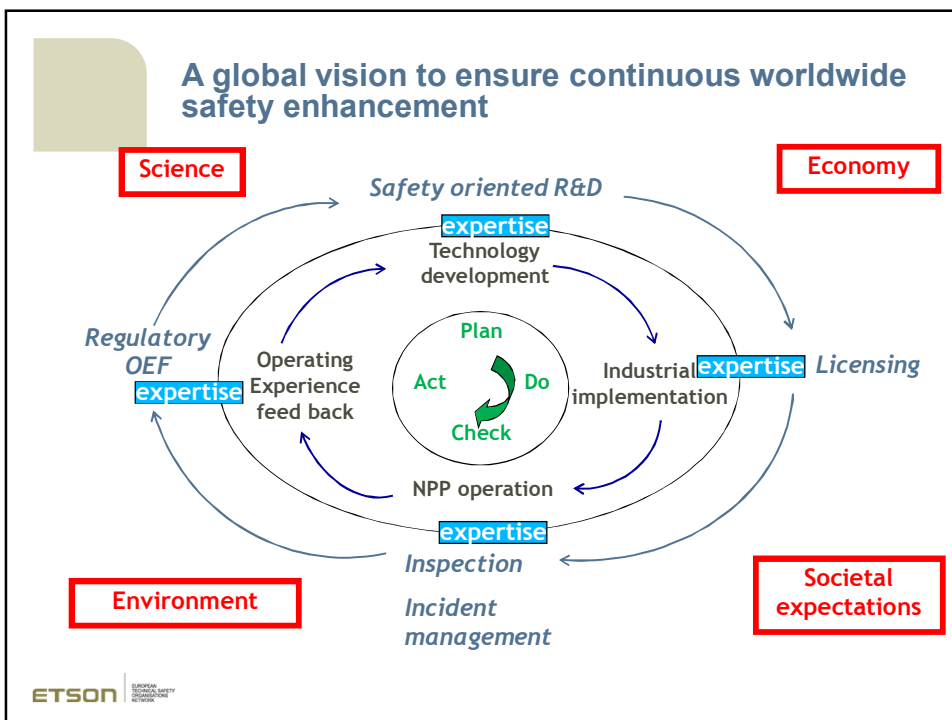 A global vision to ensure continuous worldwide
safety enhancement
Science
Economy
Safety oriented R&D
expertise
Technology
development
Regulatory
OEF
expertise
Operating
Experience
feed back
Plan
Act
Do
Check
Industrial
implementation
expertise
Licensing
NPP operation
expertise
Inspection
Incident
management
Environment
Societal
expectations
ETSON
EUROPEAN
TECHNICAL SAFETY
ORGANISATIONS
NETWORK